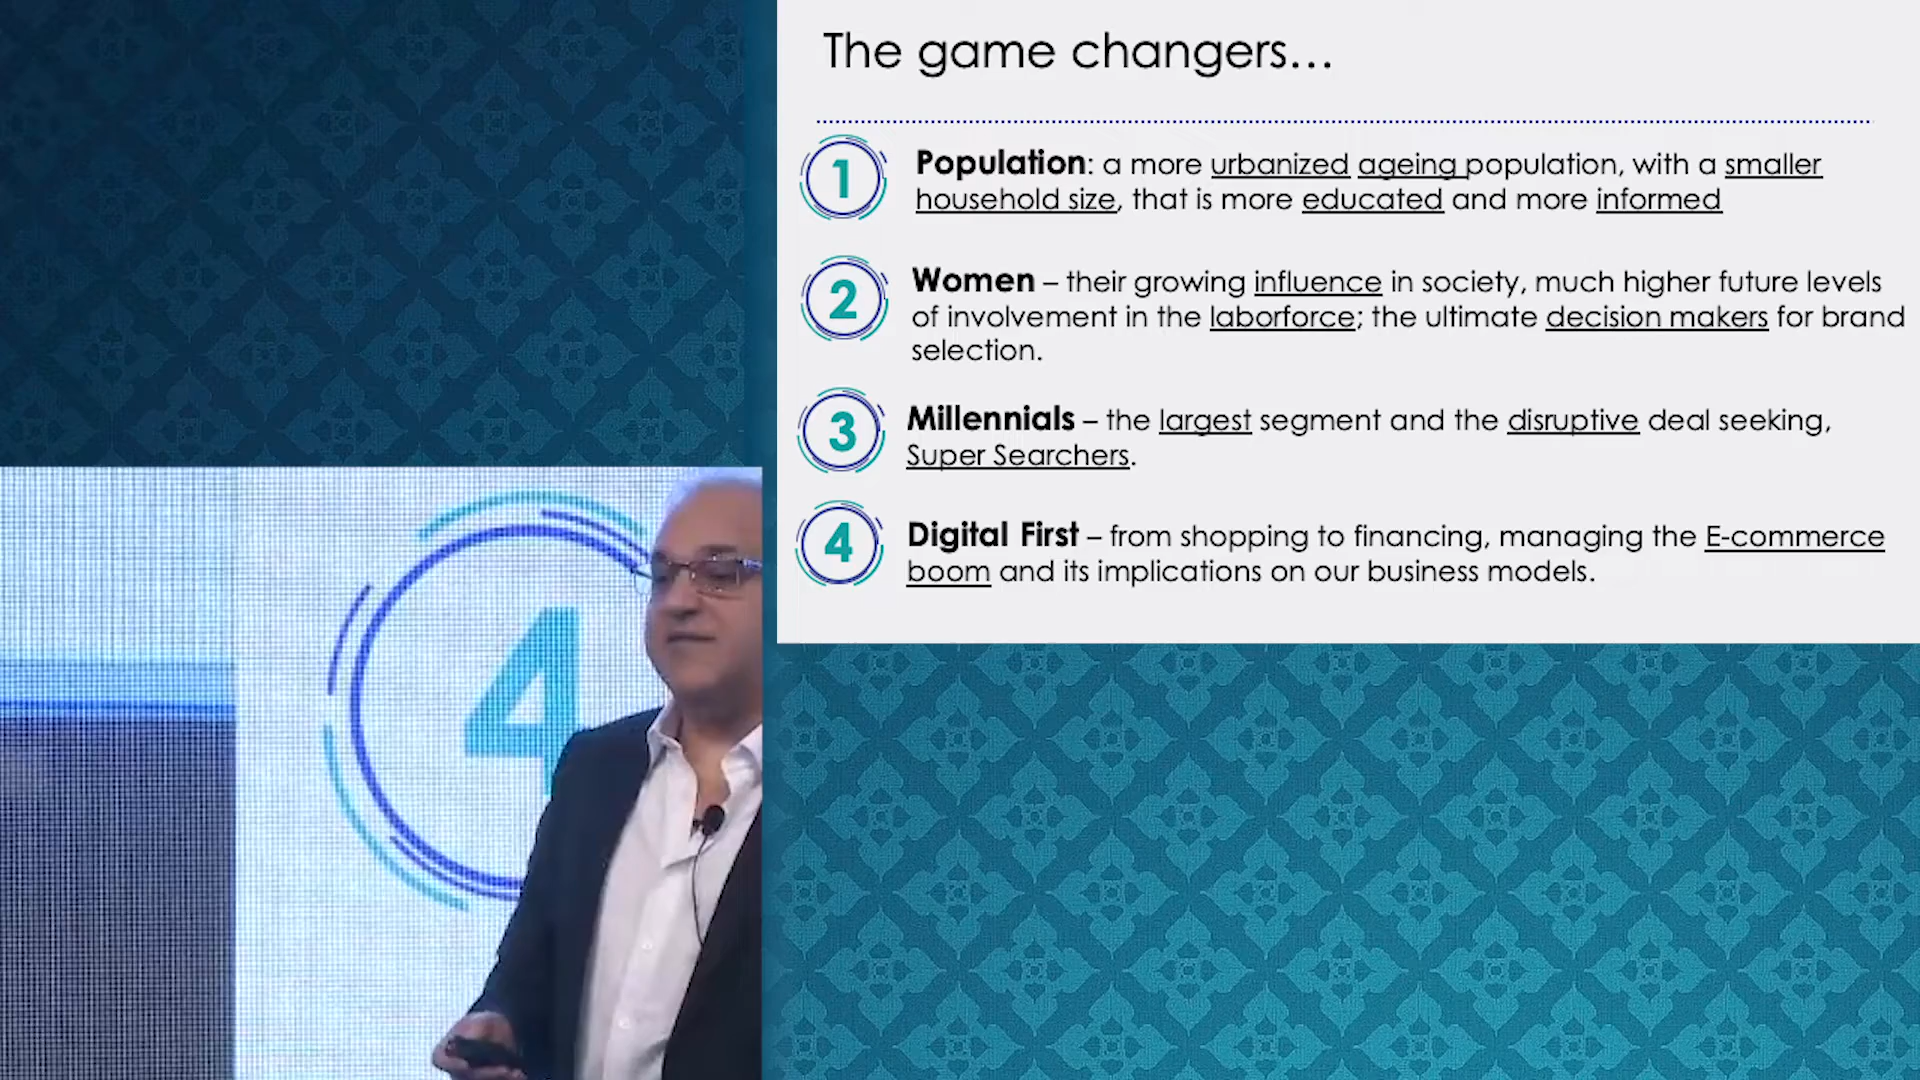 The game changers...
1 Population: a more urbanized ageing population, with a smaller
household size, that is more educated and more informed
2 Women – their growing influence in society, much higher future levels
of involvement in the laborforce; the ultimate decision makers for brand
selection.
3 Millennials – the largest segment and the disruptive deal seeking,
Super Searchers.
4 Digital First – from shopping to financing, managing the E-commerce
boom and its implications on our business models.
4